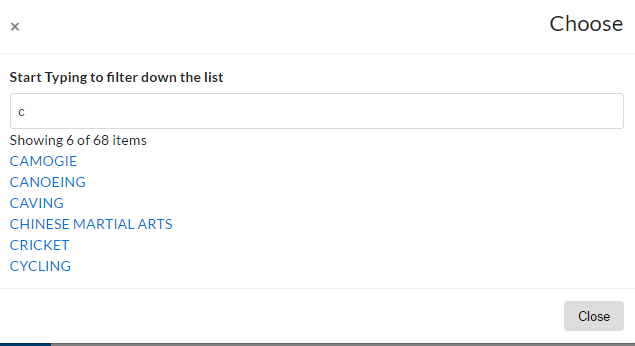 × Choose
Start Typing to filter down the list
c
Showing 6 of 68 items
CAMOGIE
CANOEING
CAVING
CHINESE MARTIAL ARTS
CRICKET
CYCLING
Close